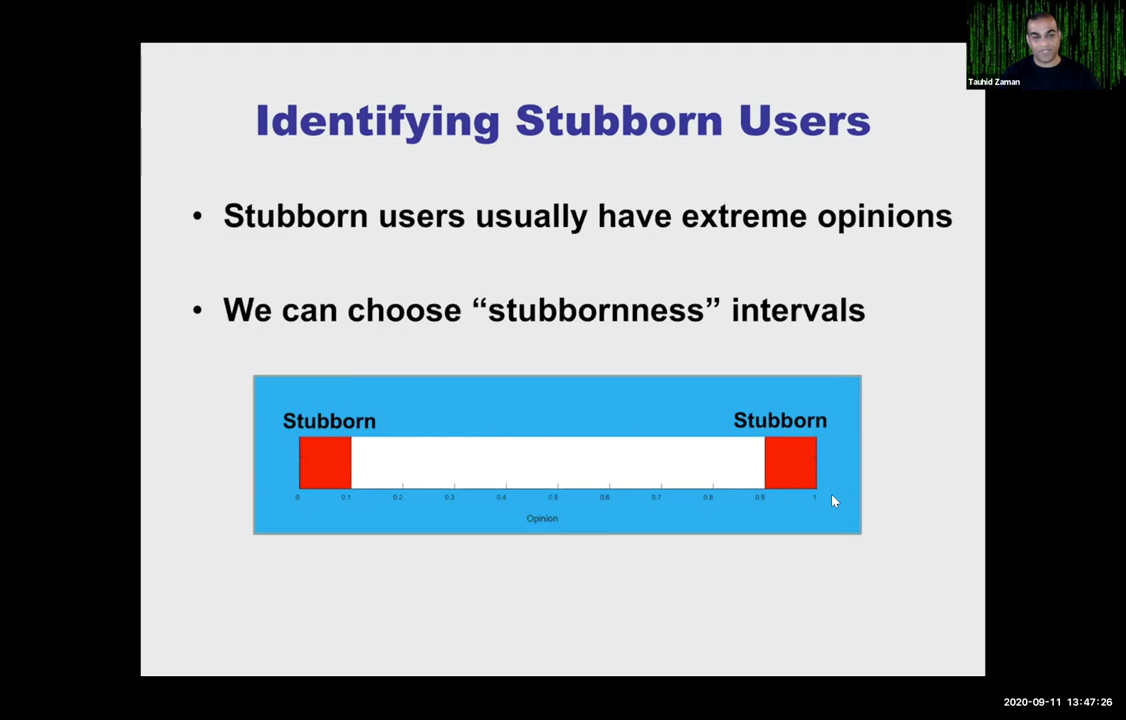 Tauhid Zaman
Identifying Stubborn Users
• Stubborn users usually have extreme opinions
• We can choose “stubbornness” intervals
Stubborn Stubborn
0 0.1 0.2 0.3 0.4 0.5 0.6 0.7 0.8 0.9 1
Opinion
2020-09-11 13:47:26